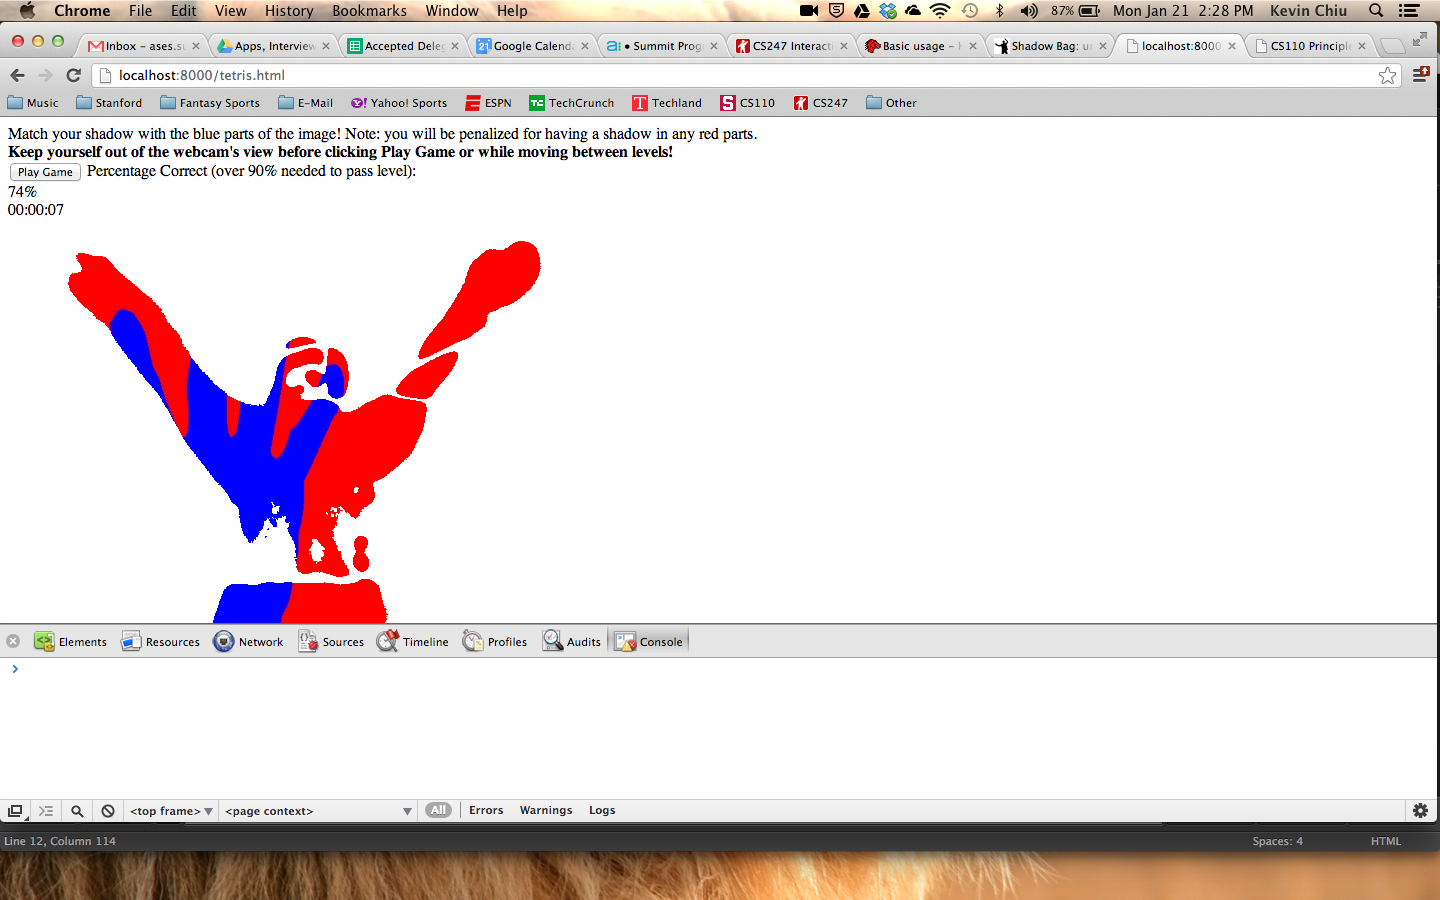 Chrome File Edit View History Bookmarks Window Help 87% Mon Jan 21 2:28 PM Kevin Chiu
Inbox – ases.su Apps, Interview Accepted Dele 21 Google Calenda • Summit Prog CS247 Interacti Basic usage – Shadow Bag: u localhost:8000 CS110 Principle
localhost:8000/tetris.html
Music Stanford Fantasy Sports E-Mail Yahoo! Sports ESPN TechCrunch Techland CS110 CS247 Other
Match your shadow with the blue parts of the image! Note: you will be penalized for having a shadow in any red parts.
Keep yourself out of the webcam's view before clicking Play Game or while moving between levels!
Play Game Percentage Correct (over 90% needed to pass level):
74%
00:00:07
Elements Resources Network Sources Timeline Profiles Audits Console
<top frame> <page context> All Errors Warnings Logs
Line 12, Column 114 Spaces: 4 HTML